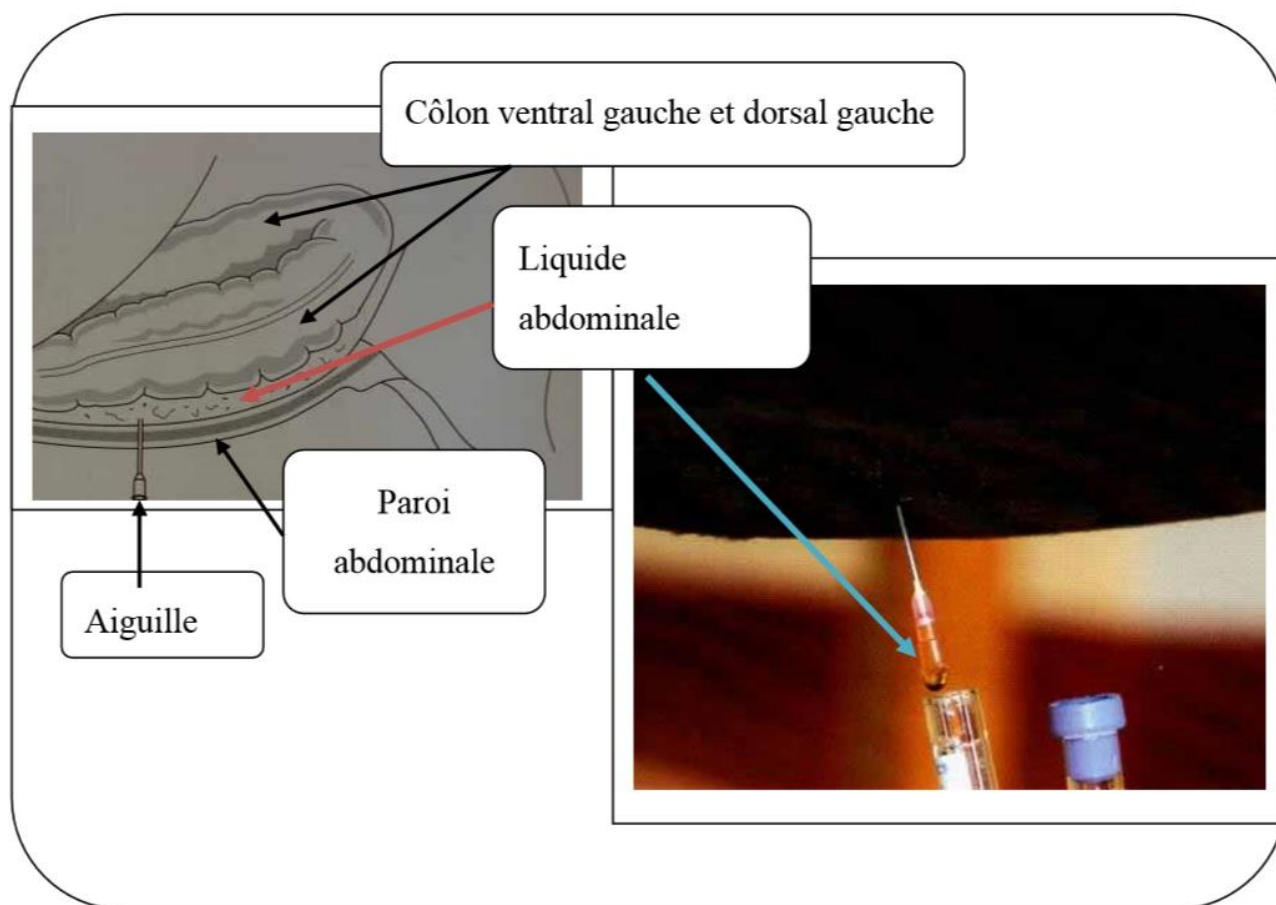 Côlon ventral gauche et dorsal gauche
Liquide
abdominale
Paroi
abdominale
Aiguille